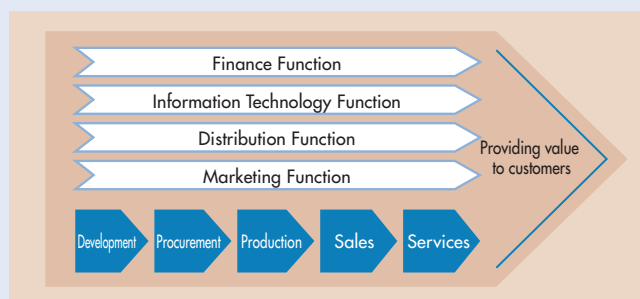 Finance Function
Information Technology Function
Distribution Function
Marketing Function
Providing value
to customers
Development
Procurement
Production
Sales
Services